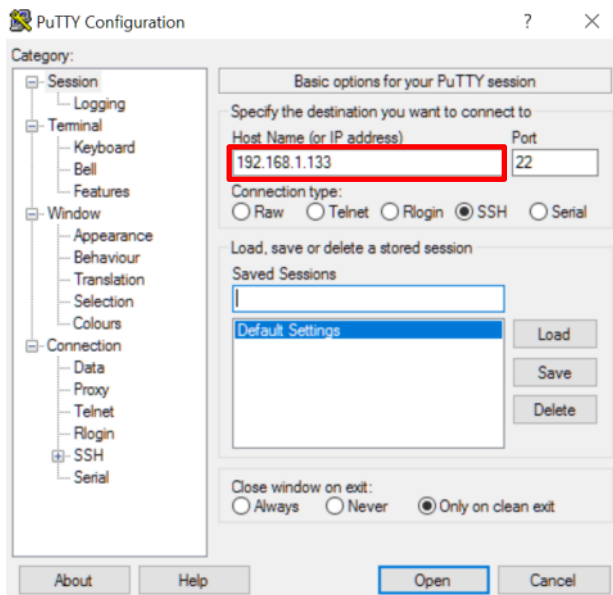 PuTTY Configuration
Category:
Session
Logging
Terminal
Keyboard
Bell
Features
Window
Appearance
Behaviour
Translation
Selection
Colours
Connection
Data
Proxy
Telnet
Rlogin
SSH
Serial
Basic options for your PuTTY session
Specify the destination you want to connect to
Host Name (or IP address) Port
192.168.1.133 22
Connection type:
Raw Telnet Rlogin SSH Serial
Load, save or delete a stored session
Saved Sessions
Default Settings
Load
Save
Delete
Close window on exit:
Always Never Only on clean exit
About Help Open Cancel